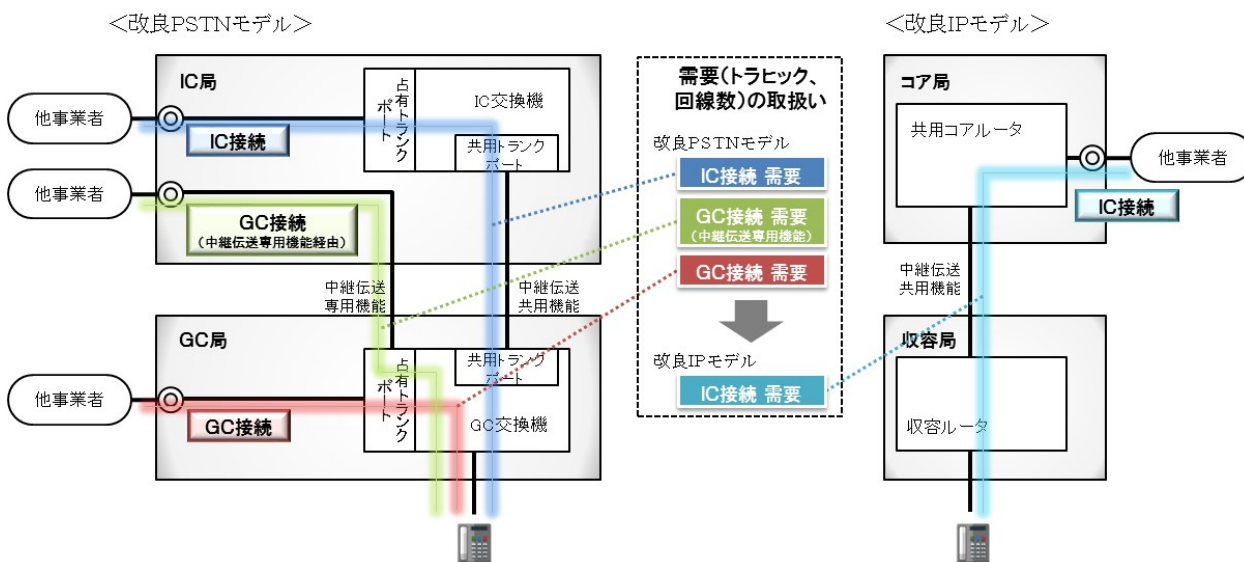 ＜改良PSTNモデル＞
IC局
他事業者
IC接続
占有トランク
ポート
IC交換機
共用トランク
ポート
他事業者
GC接続
（中継伝送専用機能経由）
中継伝送
専用機能
中継伝送
共用機能
GC局
他事業者
GC接続
占有トランク
ポート
共用トランク
ポート
GC交換機
需要（トラヒック、
回線数）の取扱い
改良PSTNモデル
IC接続 需要
GC接続 需要
（中継伝送専用機能）
GC接続 需要
改良IPモデル
IC接続 需要
＜改良IPモデル＞
コア局
共用コアルータ
他事業者
IC接続
中継伝送
共用機能
収容局
収容ルータ